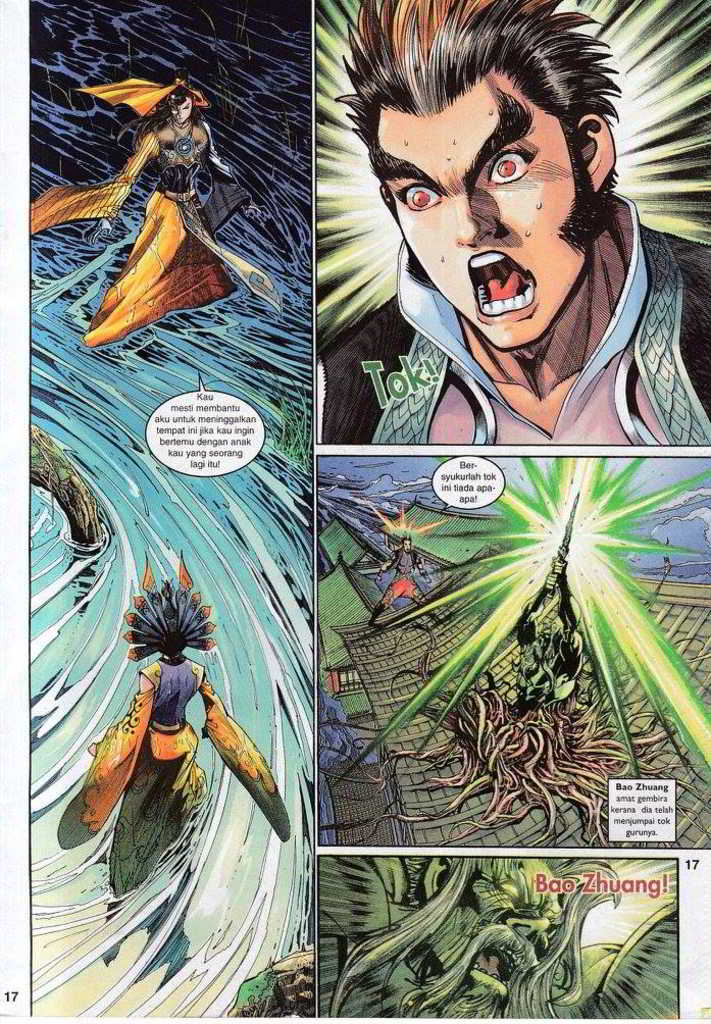 Kau
mesti membantu
aku untuk meninggalkan
tempat ini jika kau ingin
bertemu dengan anak
kau yang seorang
lagi itu!
Tok!
Ber-
syukurlah tok
ini tiada apa-
apa!
Bao Zhuang
amat gembira
kerana dia telah
menjumpai tok
gurunya.
Bao Zhuang!
17
17